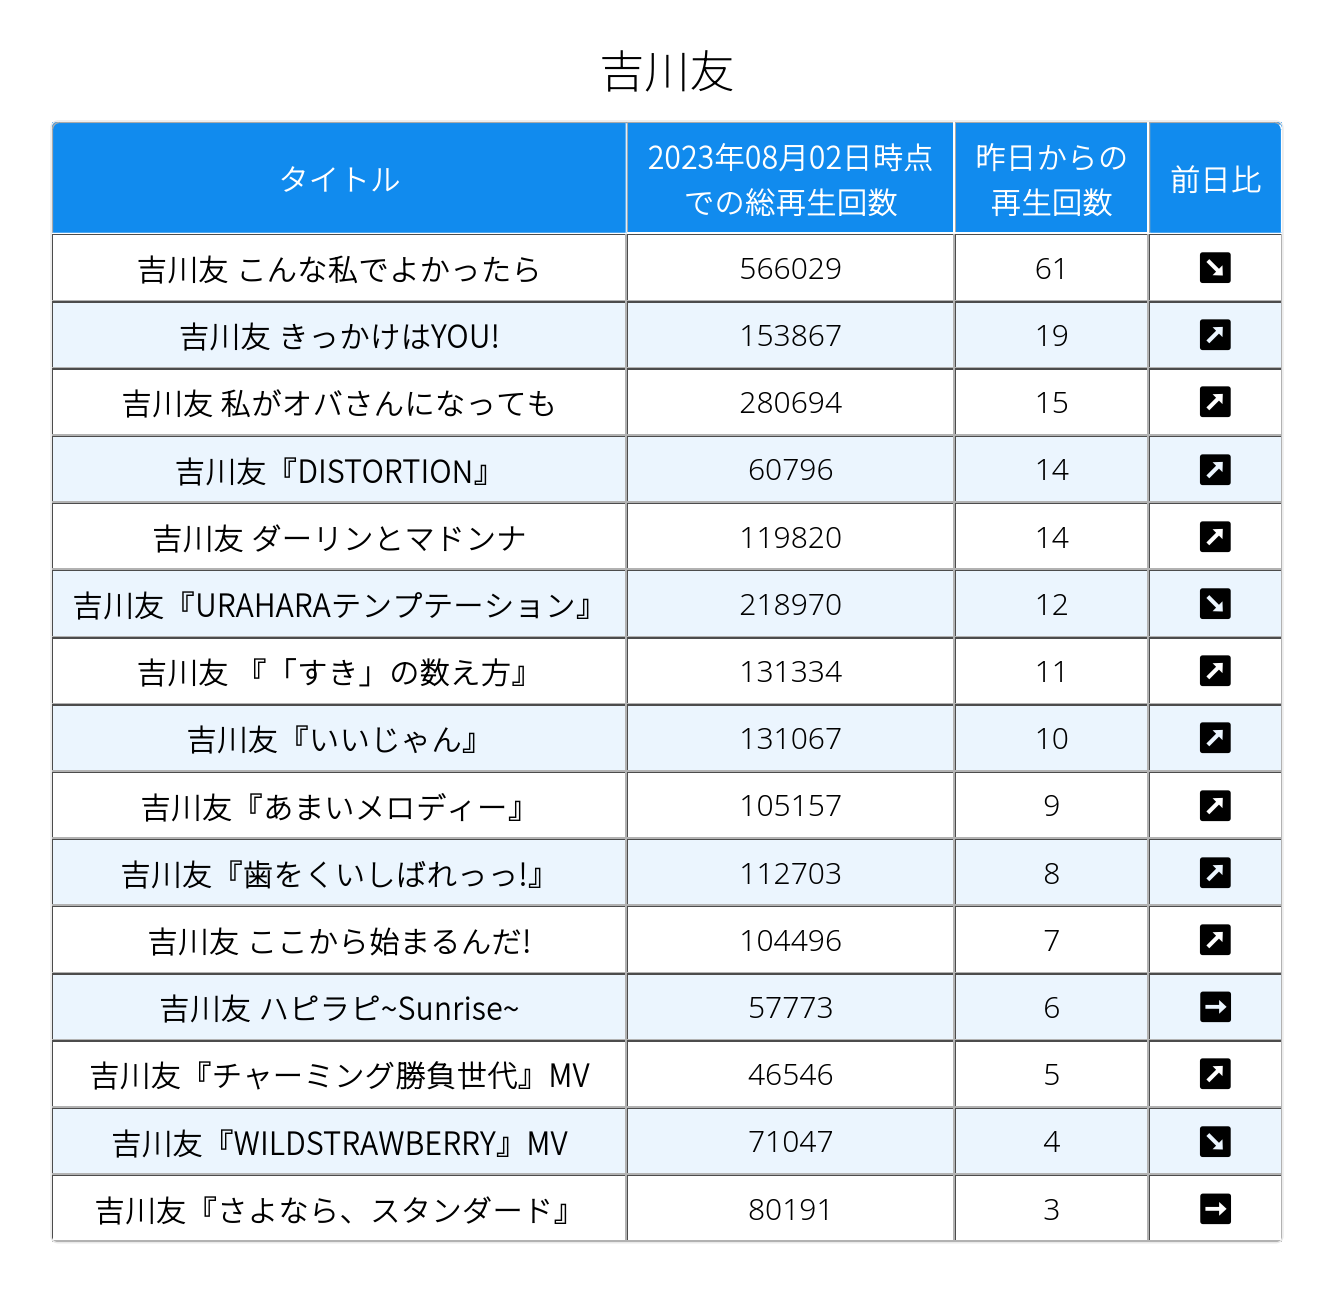 吉川友
タイトル 2023年08月02日時点での総再生回数 昨日からの再生回数 前日比
吉川友 こんな私でよかったら 566029 61 ↘
吉川友 きっかけはYOU! 153867 19 ↗
吉川友 私がオバさんになっても 280694 15 ↗
吉川友『DISTORTION』 60796 14 ↗
吉川友 ダーリンとマドンナ 119820 14 ↗
吉川友『URAHARAテンプテーション』 218970 12 ↘
吉川友 『「すき」の数え方』 131334 11 ↗
吉川友『いいじゃん』 131067 10 ↗
吉川友『あまいメロディー』 105157 9 ↗
吉川友『歯をくいしばれっっ!』 112703 8 ↗
吉川友 ここから始まるんだ! 104496 7 ↗
吉川友 ハピラピ~Sunrise~ 57773 6 →
吉川友『チャーミング勝負世代』MV 46546 5 ↗
吉川友『WILDSTRAWBERRY』MV 71047 4 ↘
吉川友『さよなら、スタンダード』 80191 3 →